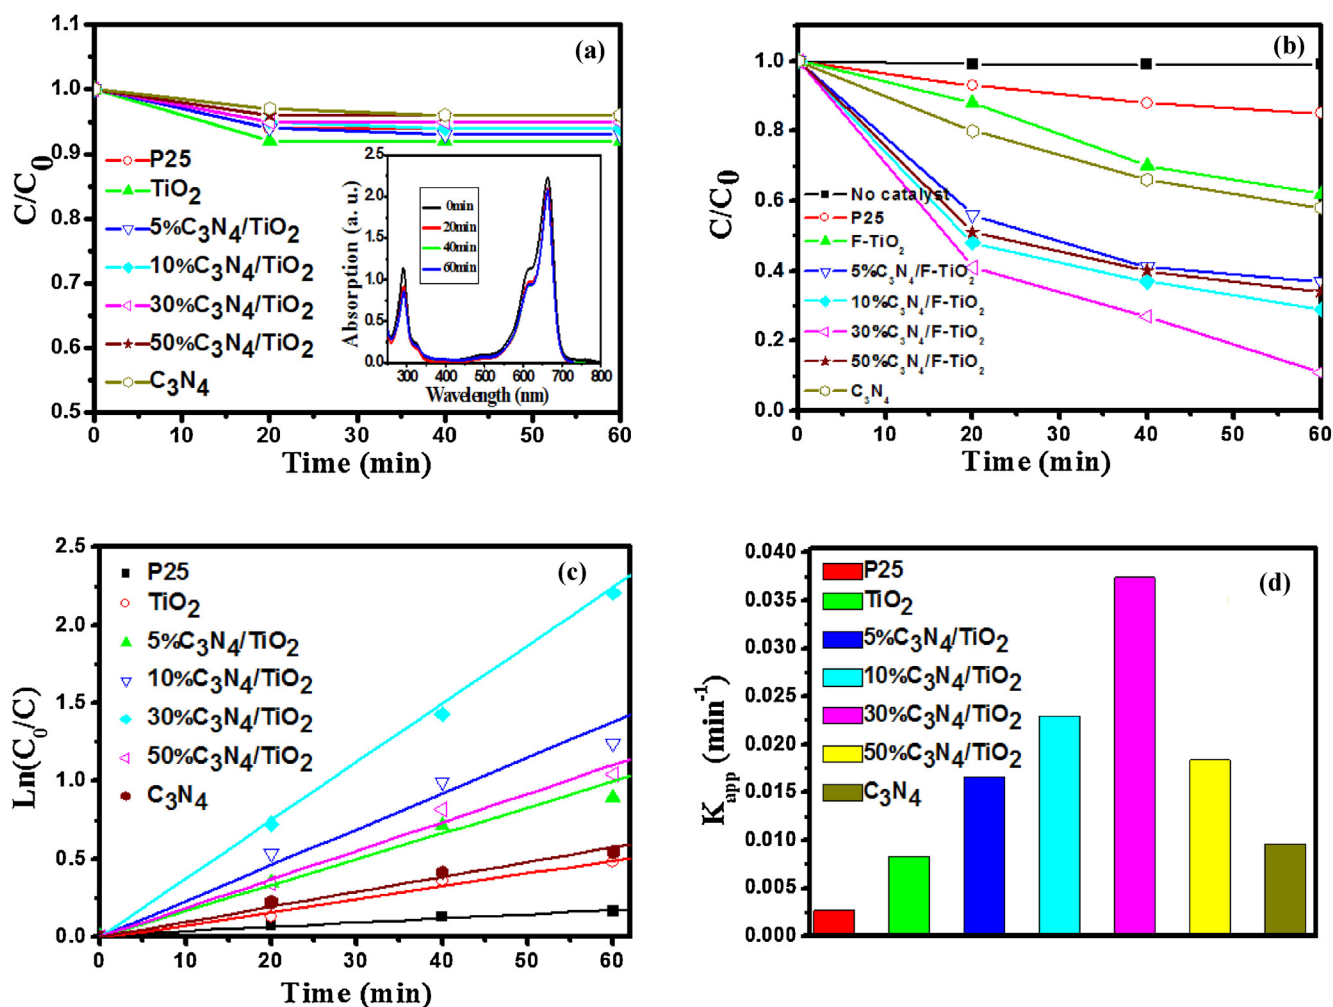 (a)
C/C0
1.1
1.0
0.9
0.8
0.7
0.6
0.5
P25
TiO2
5%C3N4/TiO2
10%C3N4/TiO2
30%C3N4/TiO2
50%C3N4/TiO2
C3N4
0 10 20 30 40 50 60
Time (min)
Absorption (a. u.)
2.5
2.0
1.5
1.0
0.5
0.0
0min
20min
40min
60min
300 400 500 600 700 800
Wavelength (nm)
(b)
C/C0
1.0
0.8
0.6
0.4
0.2
0.0
No catalyst
P25
F-TiO2
5%C3N4/F-TiO2
10%C3N4/F-TiO2
30%C3N4/F-TiO2
50%C3N4/F-TiO2
C3N4
0 10 20 30 40 50 60
Time (min)
(c)
Ln(C0/C)
2.5
2.0
1.5
1.0
0.5
0.0
P25
TiO2
5%C3N4/TiO2
10%C3N4/TiO2
30%C3N4/TiO2
50%C3N4/TiO2
C3N4
0 10 20 30 40 50 60
Time (min)
(d)
Kapp (min-1)
0.040
0.035
0.030
0.025
0.020
0.015
0.010
0.005
0.000
P25
TiO2
5%C3N4/TiO2
10%C3N4/TiO2
30%C3N4/TiO2
50%C3N4/TiO2
C3N4